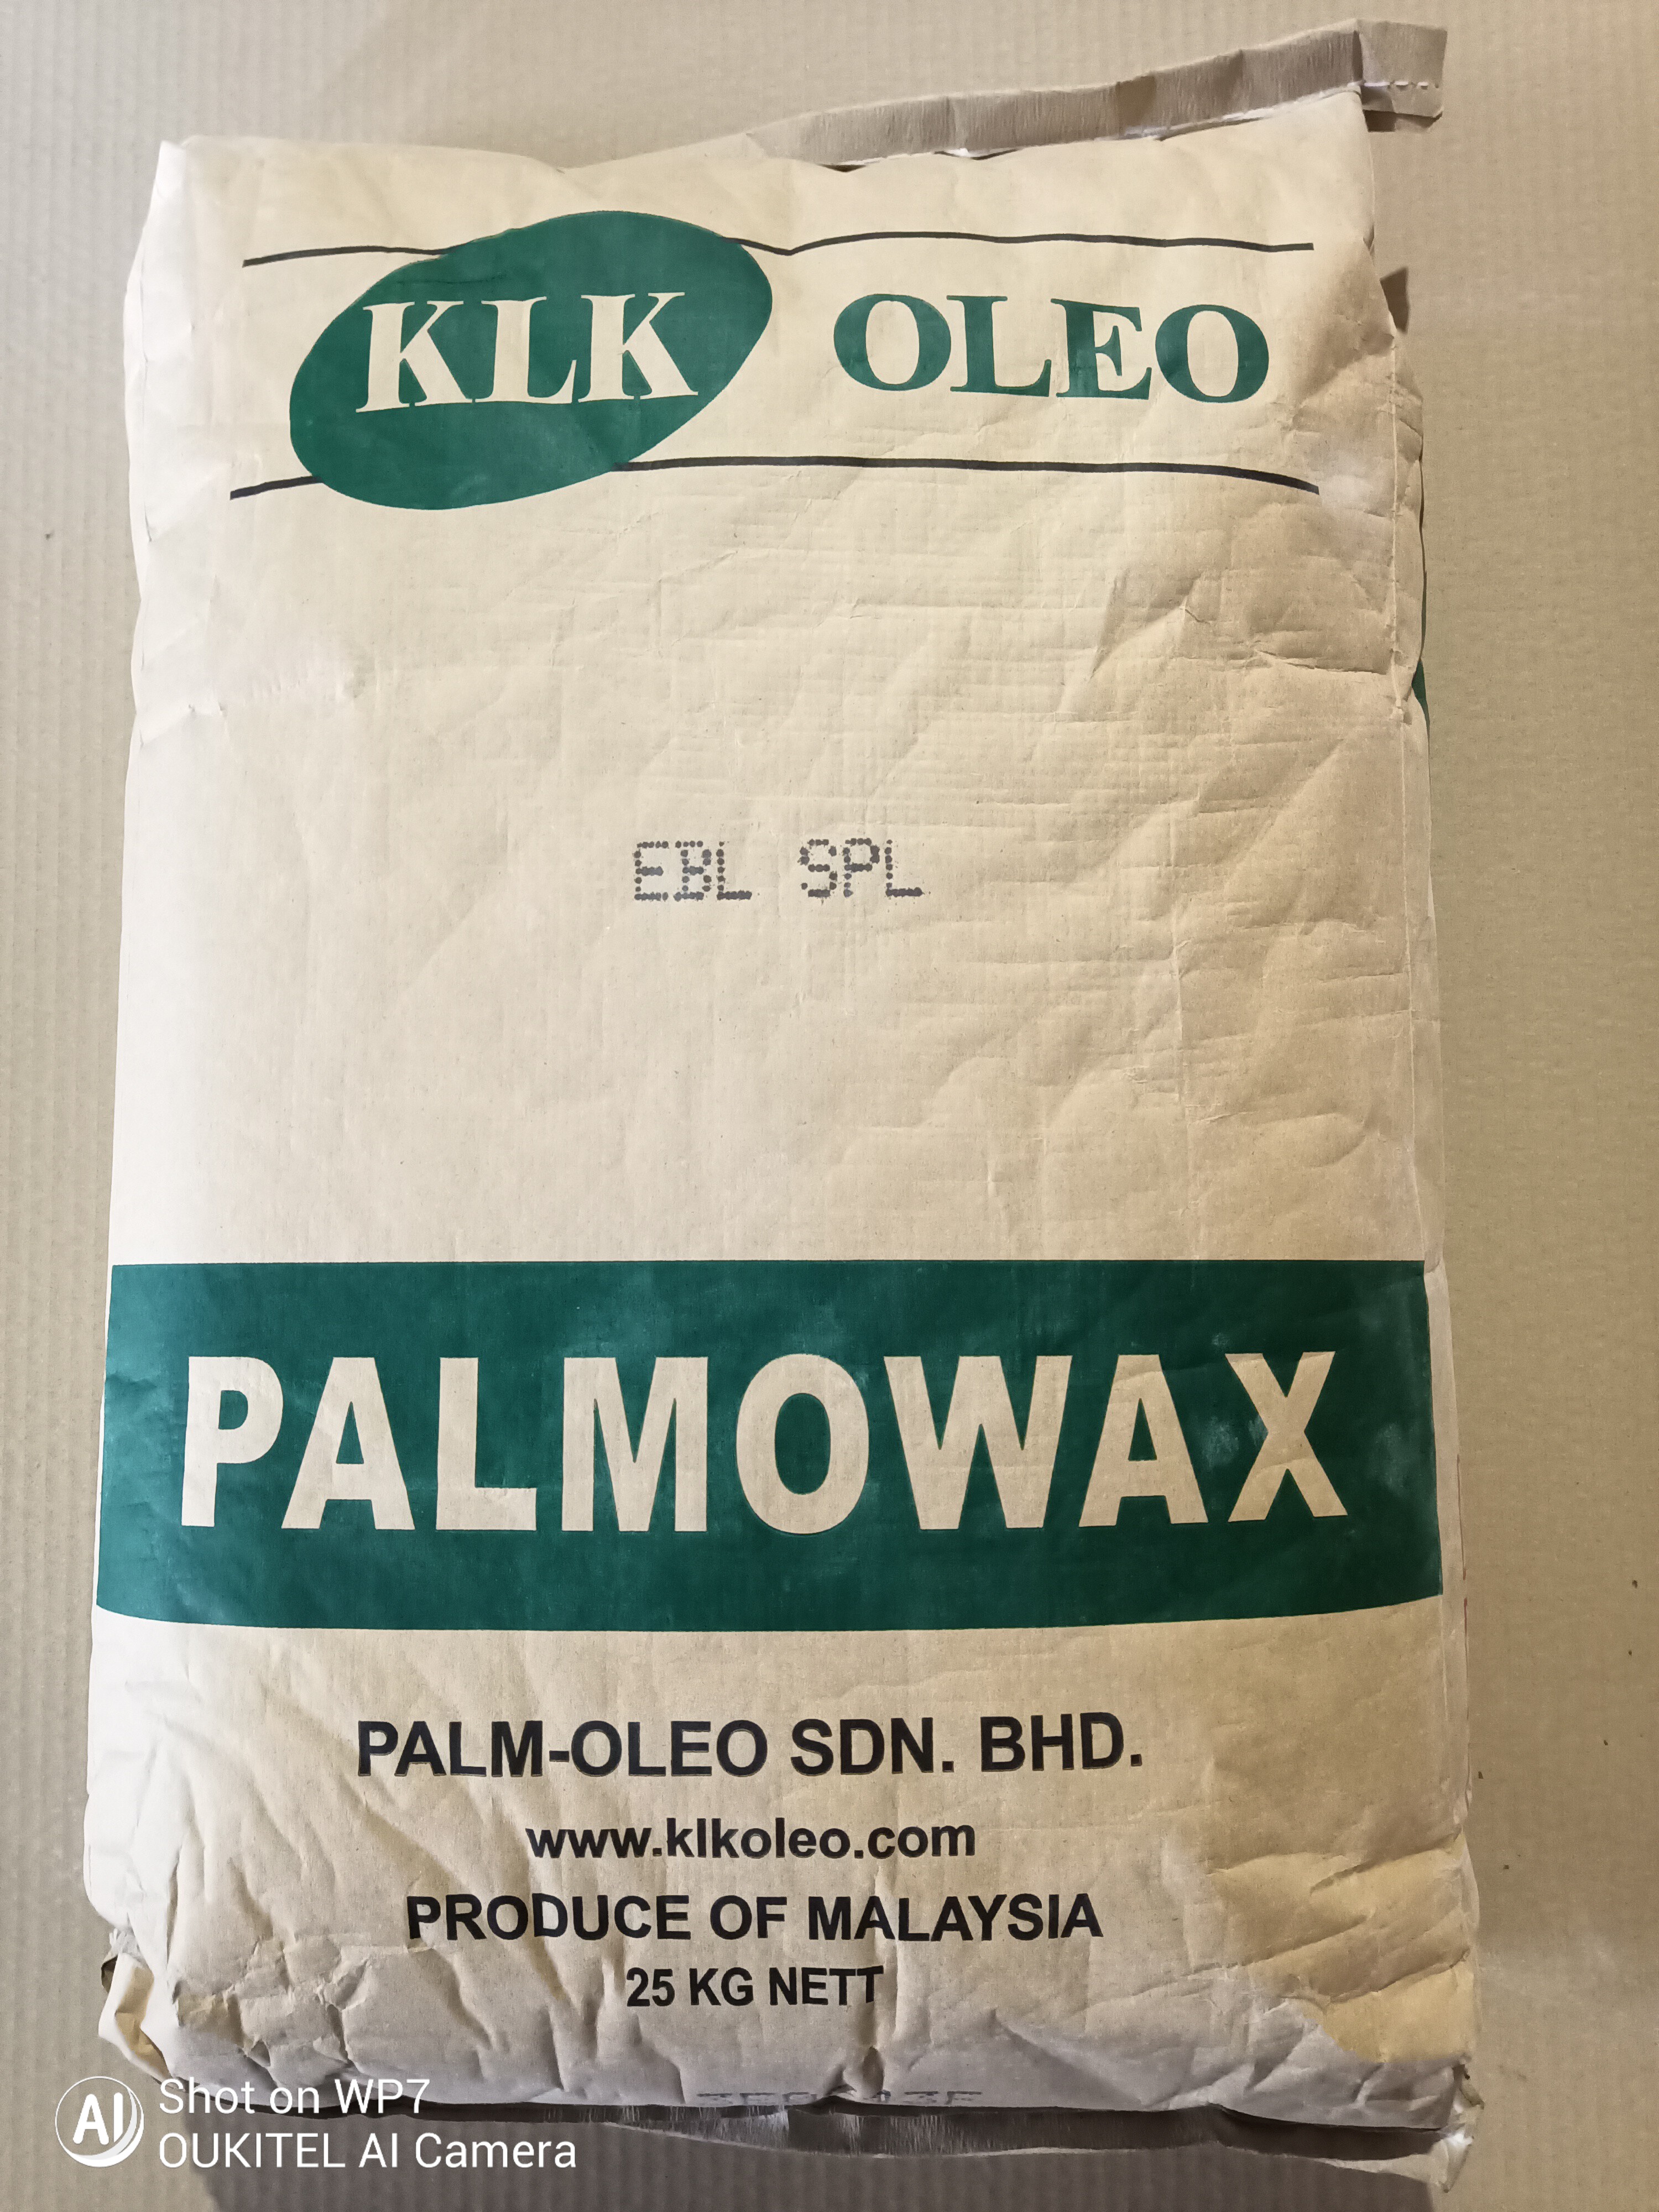 KLK OLEO
EBL SPL
PALMOWAX
PALM-OLEO SDN. BHD.
www.klkoleo.com
PRODUCE OF MALAYSIA
25 KG NETT
AI Shot on WP7
OUKITEL AI Camera